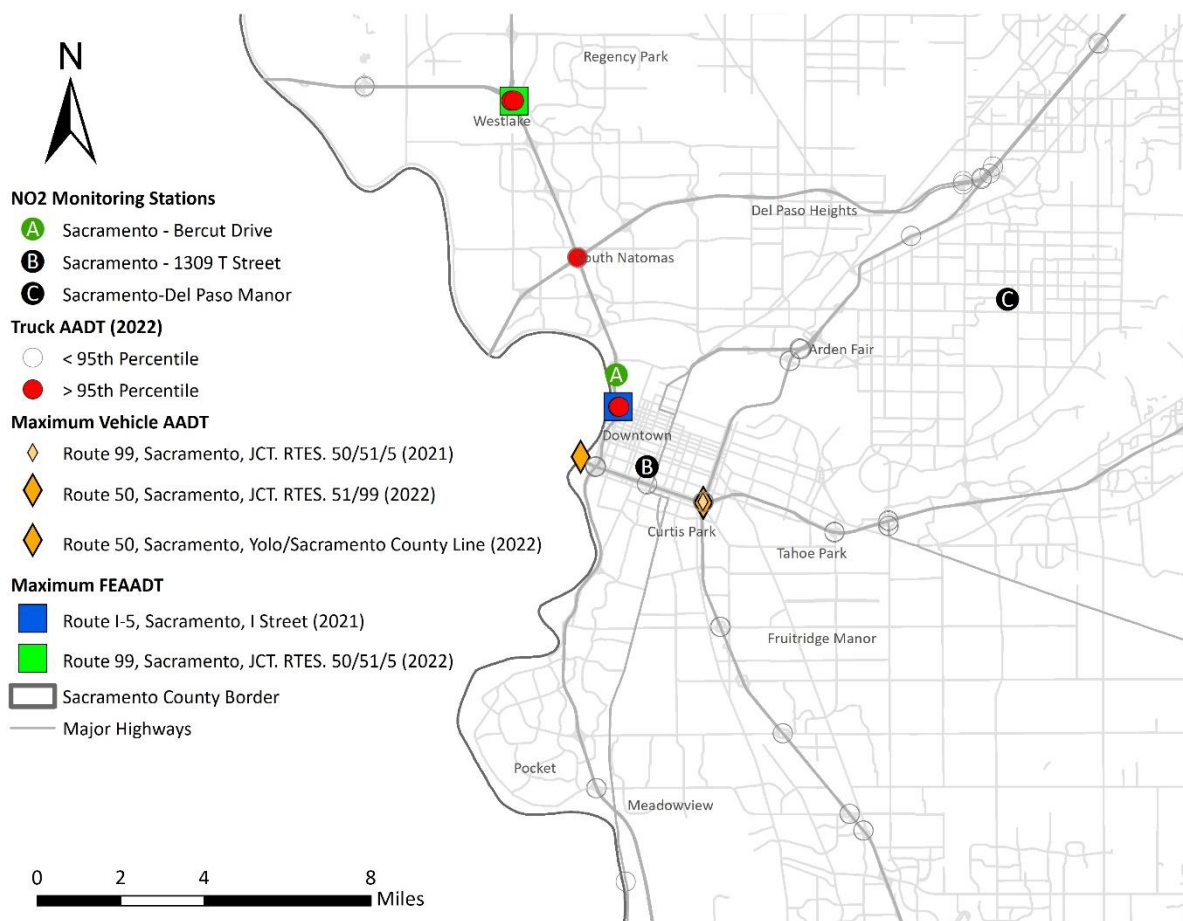 N
NO2 Monitoring Stations
A Sacramento - Bercut Drive
B Sacramento - 1309 T Street
C Sacramento-Del Paso Manor
Truck AADT (2022)
< 95th Percentile
> 95th Percentile
Maximum Vehicle AADT
Route 99, Sacramento, JCT. RTES. 50/51/5 (2021)
Route 50, Sacramento, JCT. RTES. 51/99 (2022)
Route 50, Sacramento, Yolo/Sacramento County Line (2022)
Maximum FEAADT
Route I-5, Sacramento, I Street (2021)
Route 99, Sacramento, JCT. RTES. 50/51/5 (2022)
Sacramento County Border
Major Highways
0 2 4 8
Miles
Regency Park
Westlake
Del Paso Heights
South Natomas
C
Arden Fair
A
Downtown
B
Curtis Park
Tahoe Park
Fruitridge Manor
Pocket
Meadowview